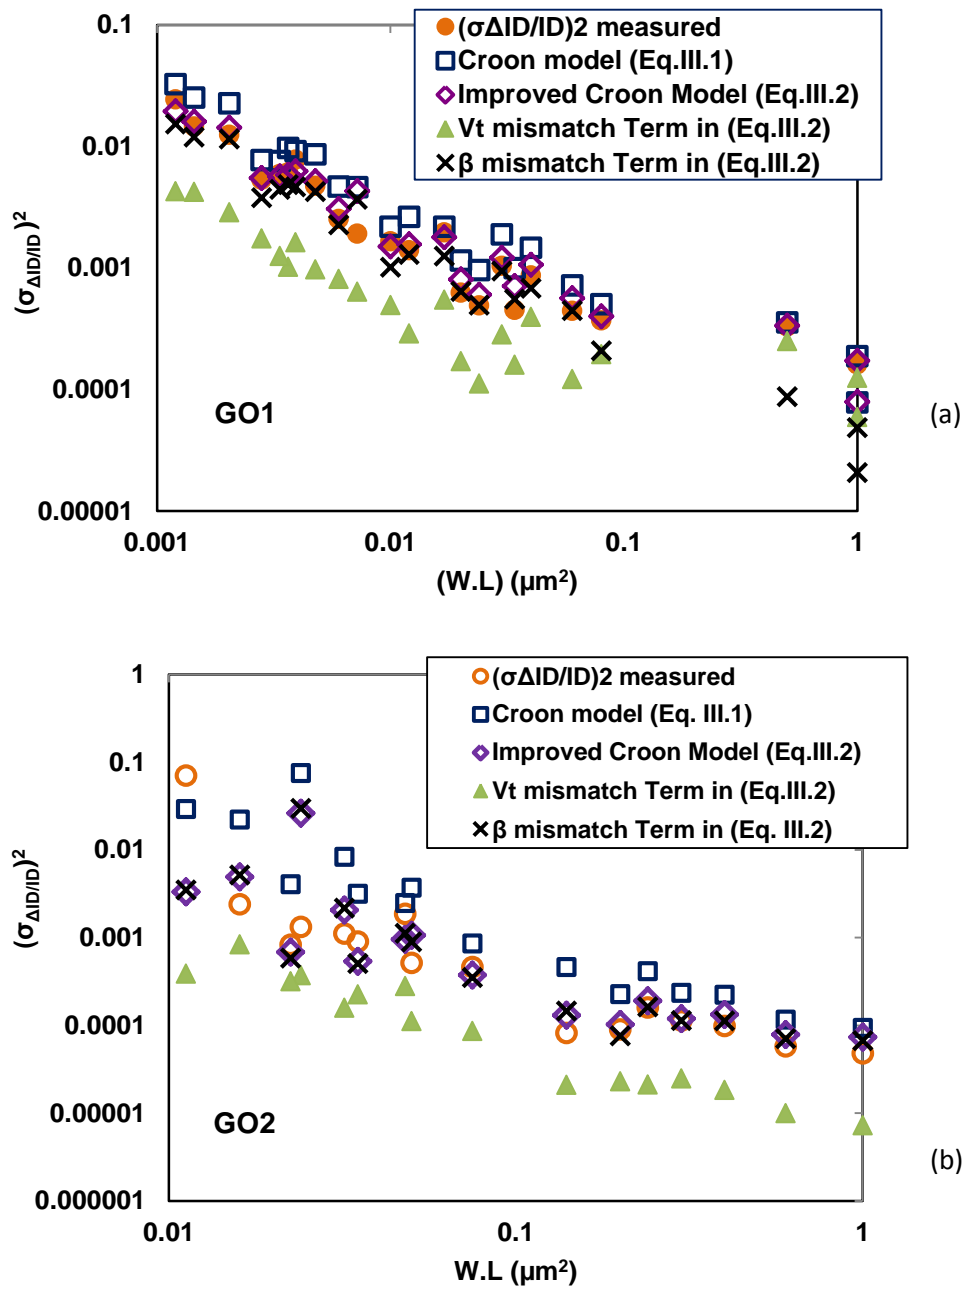 0.1
0.01
0.001
0.0001
0.00001
(σΔID/ID)²
(σΔID/ID)2 measured
Croon model (Eq.III.1)
Improved Croon Model (Eq.III.2)
Vt mismatch Term in (Eq.III.2)
β mismatch Term in (Eq.III.2)
GO1
(a)
0.001 0.01 0.1 1
(W.L) (µm²)
1
0.1
0.01
0.001
0.0001
0.00001
0.000001
(σΔID/ID)²
(σΔID/ID)2 measured
Croon model (Eq. III.1)
Improved Croon Model (Eq.III.2)
Vt mismatch Term in (Eq.III.2)
β mismatch Term in (Eq. III.2)
GO2
(b)
0.01 0.1 1
W.L (µm²)